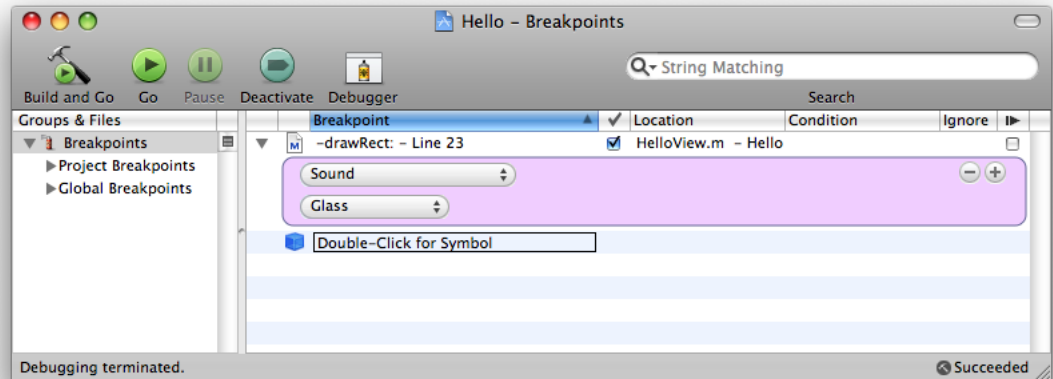 Hello – Breakpoints
String Matching
Build and Go Go Pause Deactivate Debugger Search
Groups & Files Breakpoint Location Condition Ignore
Breakpoints -drawRect: - Line 23 HelloView.m - Hello
Project Breakpoints Sound
Global Breakpoints Glass
Double-Click for Symbol
Debugging terminated. Succeeded